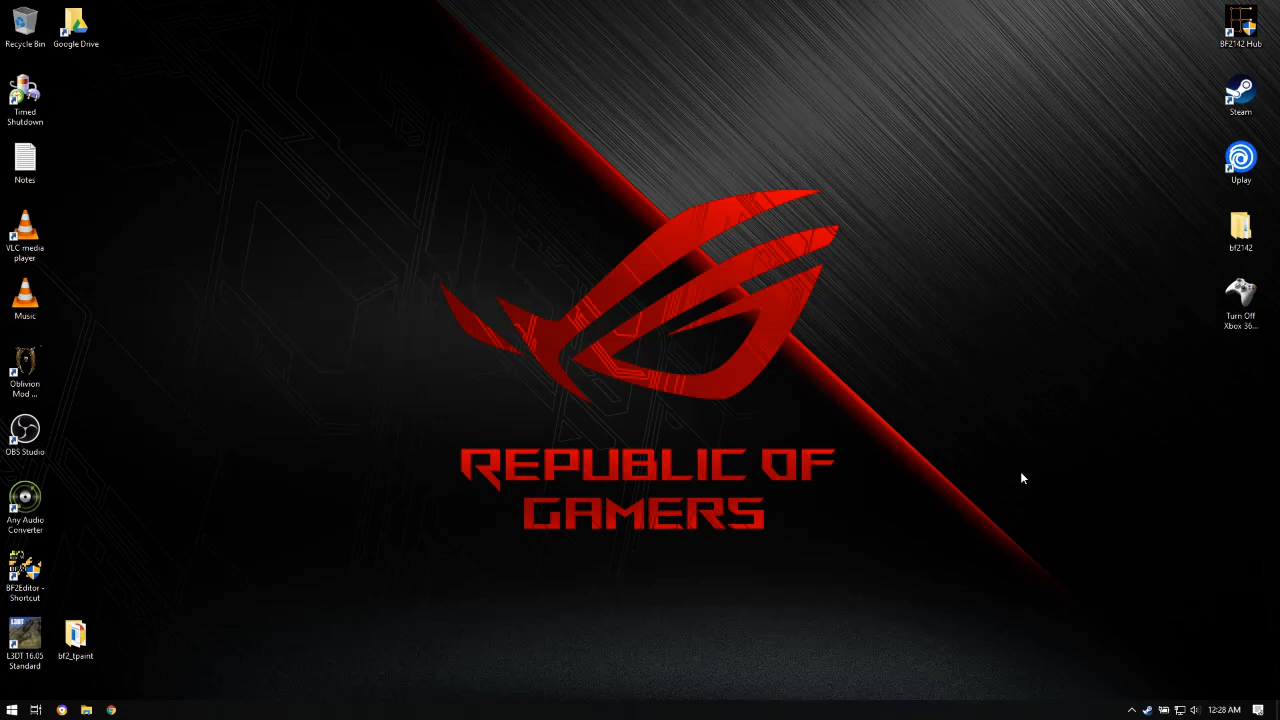 Recycle Bin
Google Drive
Timed
Shutdown
Notes
VLC media
player
Music
Oblivion
Mod ...
OBS Studio
Any Audio
Converter
BF2Editor -
Shortcut
L3DT
L3DT 16.05
Standard
bf2_tpaint
REPUBLIC OF
GAMERS
BF2142 Hub
Steam
Uplay
bf2142
Turn Off
Xbox 36...
12:28 AM